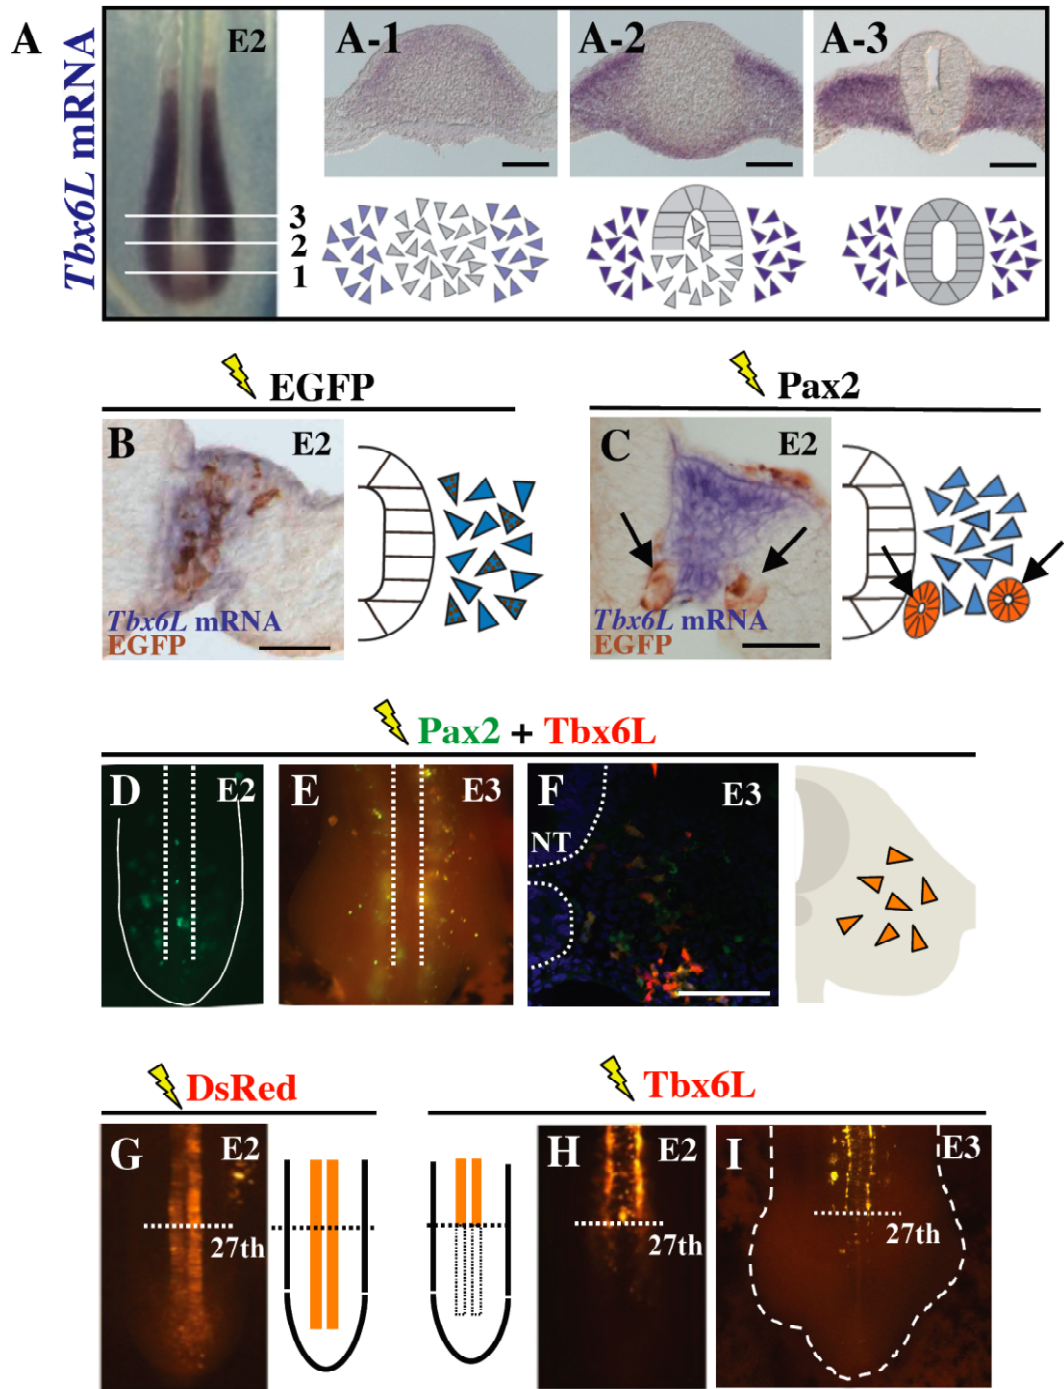 A
Tbx6L mRNA
E2
3
2
1
A-1
A-2
A-3
EGFP
Pax2
B
E2
Tbx6L mRNA
EGFP
C
E2
Tbx6L mRNA
EGFP
Pax2 + Tbx6L
D
E2
E
E3
F
E3
NT
DsRed
Tbx6L
G
E2
27th
H
E2
27th
I
E3
27th